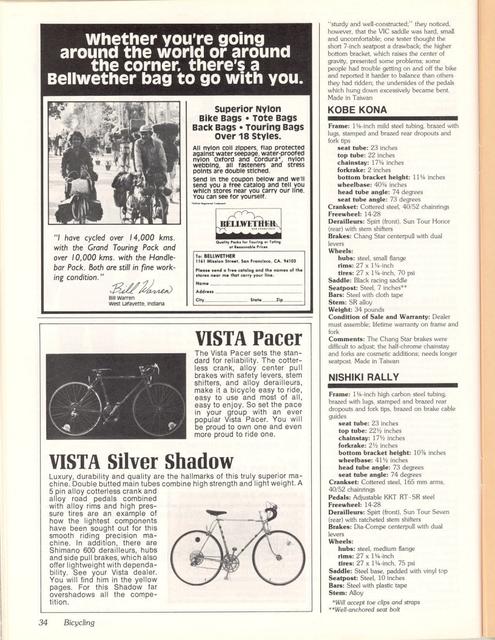 Whether you're going
around the world or around
the corner, there's a
Bellwether bag to go with you.
Superior Nylon
Bike Bags • Tote Bags
Back Bags • Touring Bags
Over 18 Styles.
All nylon coil zippers, flap protected
against water seepage, water-proofed
nylon Oxford and Cordura*, nylon
webbing, all fasteners and stress
points are double stitched.
Send in the coupon below and we'll
send you a free catalog and tell you
which stores near you carry our line.
You can see for yourself.
BELLWETHER
Quality Packs for Touring or Toting
at Reasonable Prices
"I have cycled over 14,000 kms.
with the Grand Touring Pack and
over 10,000 kms. with the Handle-
bar Pack. Both are still in fine work-
ing condition."
Bill Warren
Bill Warren
West Lafayette, Indiana
To: BELLWETHER
1161 Mission Street, San Francisco, CA. 94103
Please send a free catalog and the names of the
stores near me that carry your line.
Name
Address
City State Zip
VISTA Pacer
The Vista Pacer sets the stan-
dard for reliability. The cotter-
less crank, alloy center pull
brakes with safety levers, stem
shifters, and alloy derailleurs,
make it a bicycle easy to ride,
easy to use and most of all,
easy to enjoy. So set the pace
in your group with an ever
popular Vista Pacer. You will
be proud to own one and even
more proud to ride one.
VISTA Silver Shadow
Luxury, durability and quality are the hallmarks of this truly superior ma-
chine. Double butted main tubes combine high strength and light weight. A
5 pin alloy cotterless crank and
alloy road pedals combined
with alloy rims and high pres-
sure tires are an example of
how the lightest components
have been sought out for this
smooth riding precision ma-
chine. In addition, there are
Shimano 600 derailleurs, hubs
and side pull brakes, which also
offer lightweight with dependa-
bility. See your Vista dealer.
You will find him in the yellow
pages. For this Shadow far
overshadows all the compe-
tition.
34 Bicycling
"sturdy and well-constructed;" they noticed,
however, that the VIC saddle was hard, small
and uncomfortable; one tester thought the
short 7-inch seatpost a drawback; the higher
bottom bracket, which raises the center of
gravity, presented some problems; some
people had trouble getting on and off the bike
and reported it harder to balance than others
they had ridden; the undersides of the pedals
which hung down excessively became bent.
Made in Taiwan
KOBE KONA
Frame: 1⅛-inch mild steel tubing, brazed with
lugs, stamped and brazed rear dropouts and
fork tips
seat tube: 23 inches
top tube: 22 inches
chainstay: 17¾ inches
forkrake: 2 inches
bottom bracket height: 11¼ inches
wheelbase: 40¾ inches
head tube angle: 74 degrees
seat tube angle: 73 degrees
Crankset: Cottered steel, 40/52 chainrings
Freewheel: 14-28
Derailleurs: Spirt (front), Sun Tour Honor
(rear) with stem shifters
Brakes: Chang Star centerpull with dual
levers
Wheels:
hubs: steel, small flange
rims: 27 x 1¼-inch
tires: 27 x 1¼-inch, 70 psi
Saddle: Black racing saddle
Seatpost: Steel, 7 inches**
Bars: Steel with cloth tape
Stem: SR alloy
Weight: 34 pounds
Condition of Sale and Warranty: Dealer
must assemble; lifetime warranty on frame and
fork
Comments: The Chang Star brakes were
difficult to adjust; the half-chrome chainstay
and forks are cosmetic additions; needs longer
seatpost. Made in Taiwan
NISHIKI RALLY
Frame: 1⅛-inch high carbon steel tubing,
brazed with lugs, stamped and brazed rear
dropouts and fork tips, brazed on brake cable
guides
seat tube: 23 inches
top tube: 22½ inches
chainstay: 17½ inches
forkrake: 2½ inches
bottom bracket height: 10⅞ inches
wheelbase: 41½ inches
head tube angle: 73 degrees
seat tube angle: 74 degrees
Crankset: Cottered steel, 165 mm arms,
40/52 chainrings
Pedals: Adjustable KKT RT-5R steel
Freewheel: 14-28
Derailleurs: Spirt (front), Sun Tour Seven
(rear) with ratcheted stem shifters
Brakes: Dia-Compe centerpull with dual
levers
Wheels:
hubs: steel, medium flange
rims: 27 x 1¼-inch
tires: 27 x 1¼-inch, 75 psi
Saddle: Steel base, padded with vinyl top
Seatpost: Steel, 10 inches
Bars: Steel with plastic tape
Stem: Alloy
*Will accept toe clips and straps
**Well-anchored seat bolt